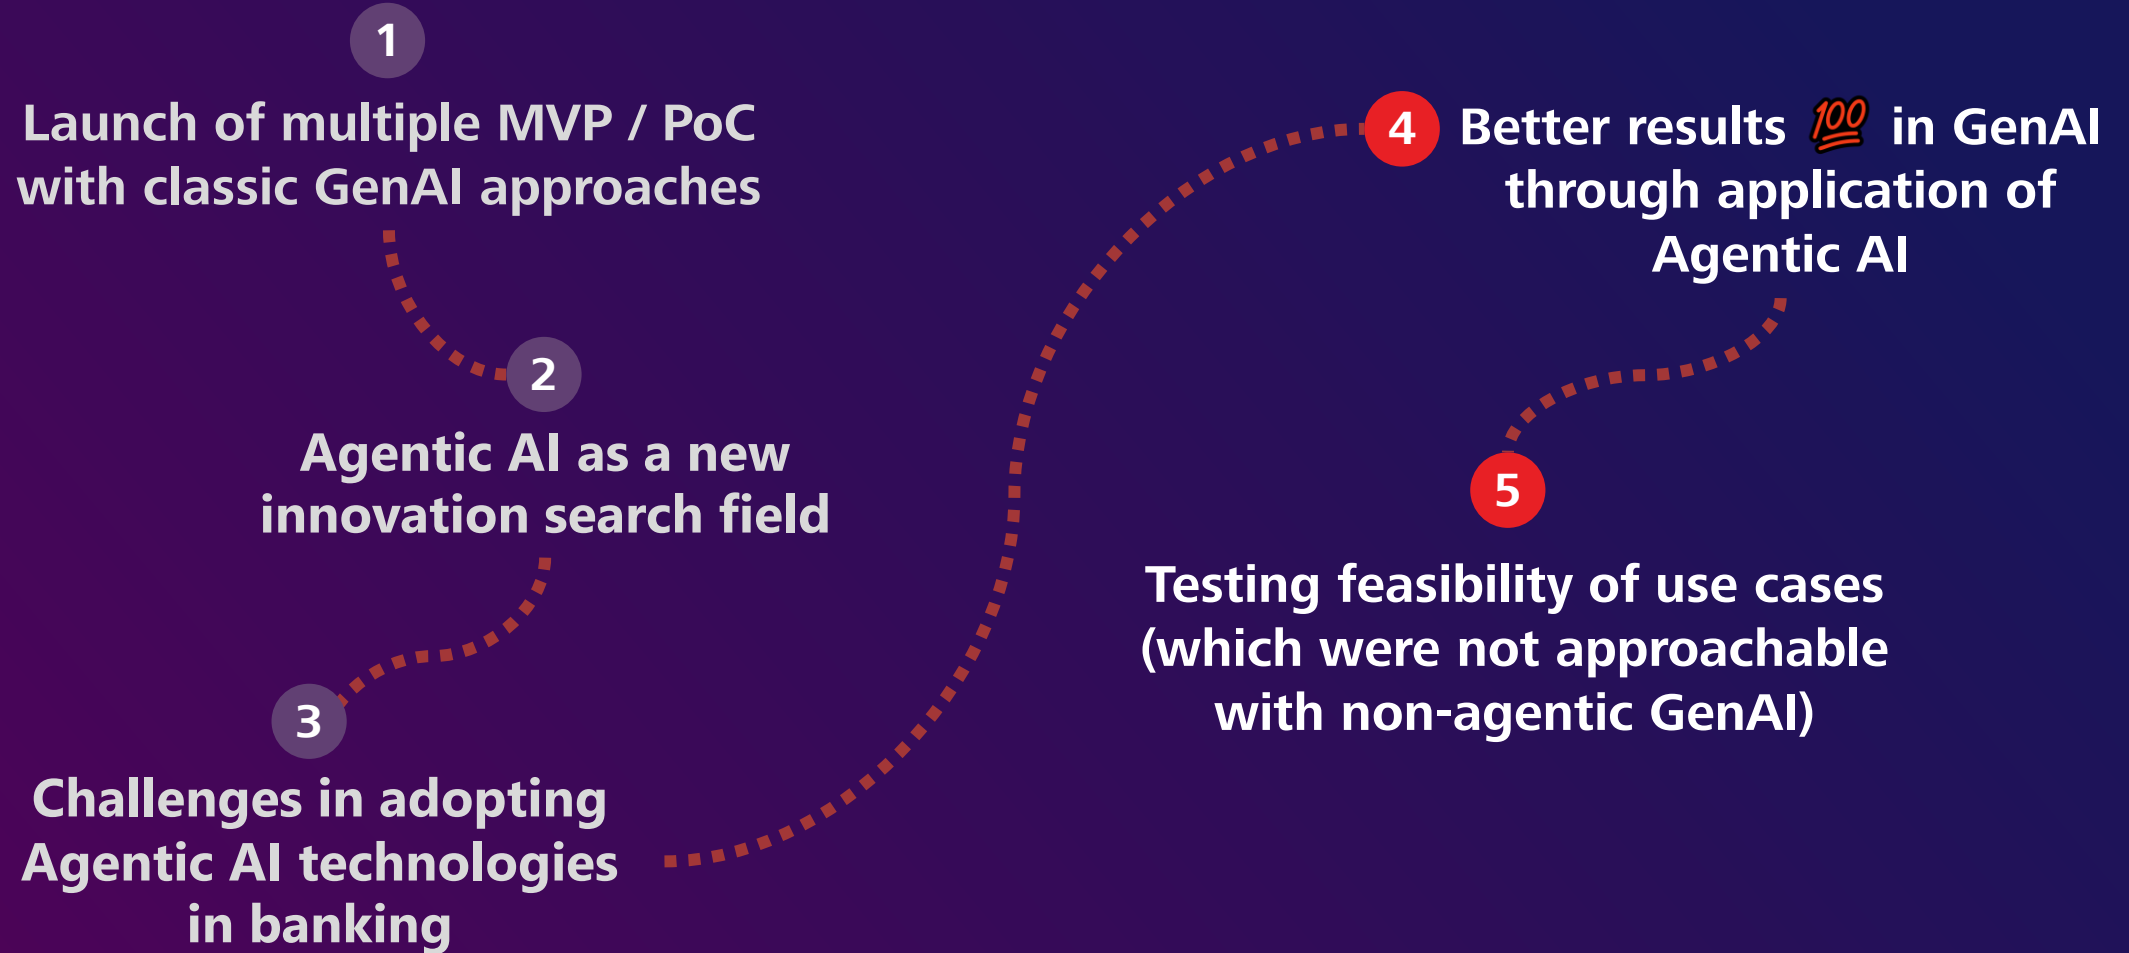 1
Launch of multiple MVP / PoC
with classic GenAI approaches
2
Agentic AI as a new
innovation search field
3
Challenges in adopting
Agentic AI technologies
in banking
4
Better results 💯 in GenAI
through application of
Agentic AI
5
Testing feasibility of use cases
(which were not approachable
with non-agentic GenAI)